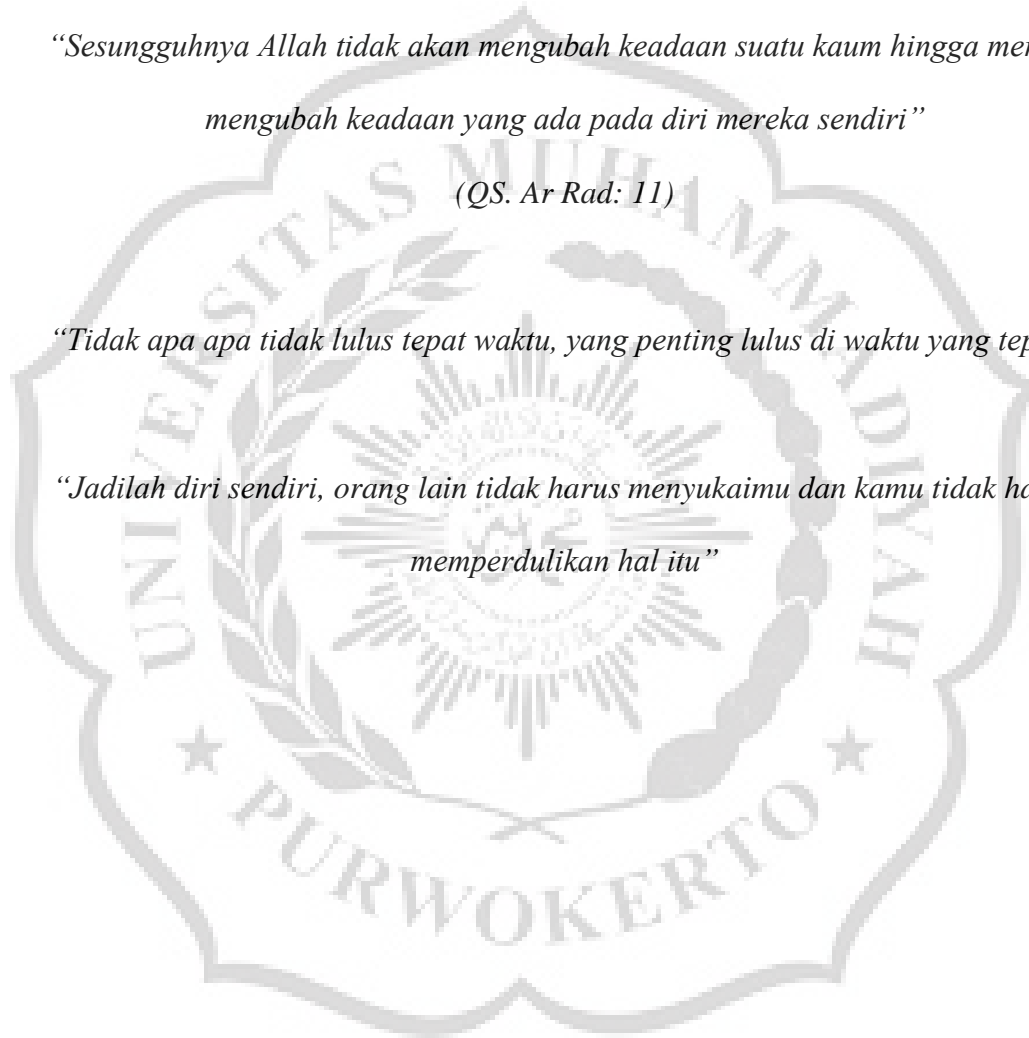 “Sesungguhnya Allah tidak akan mengubah keadaan suatu kaum hingga
mengubah keadaan yang ada pada diri mereka sendiri”
(QS. Ar Rad: 11)
“Tidak apa apa tidak lulus tepat waktu, yang penting lulus di waktu yang
“Jadilah diri sendiri, orang lain tidak harus menyukaimu dan kamu tidak
memperdulikan hal itu”
UNIVERSITAS MUHAMMADIYAH
PURWOKERTO